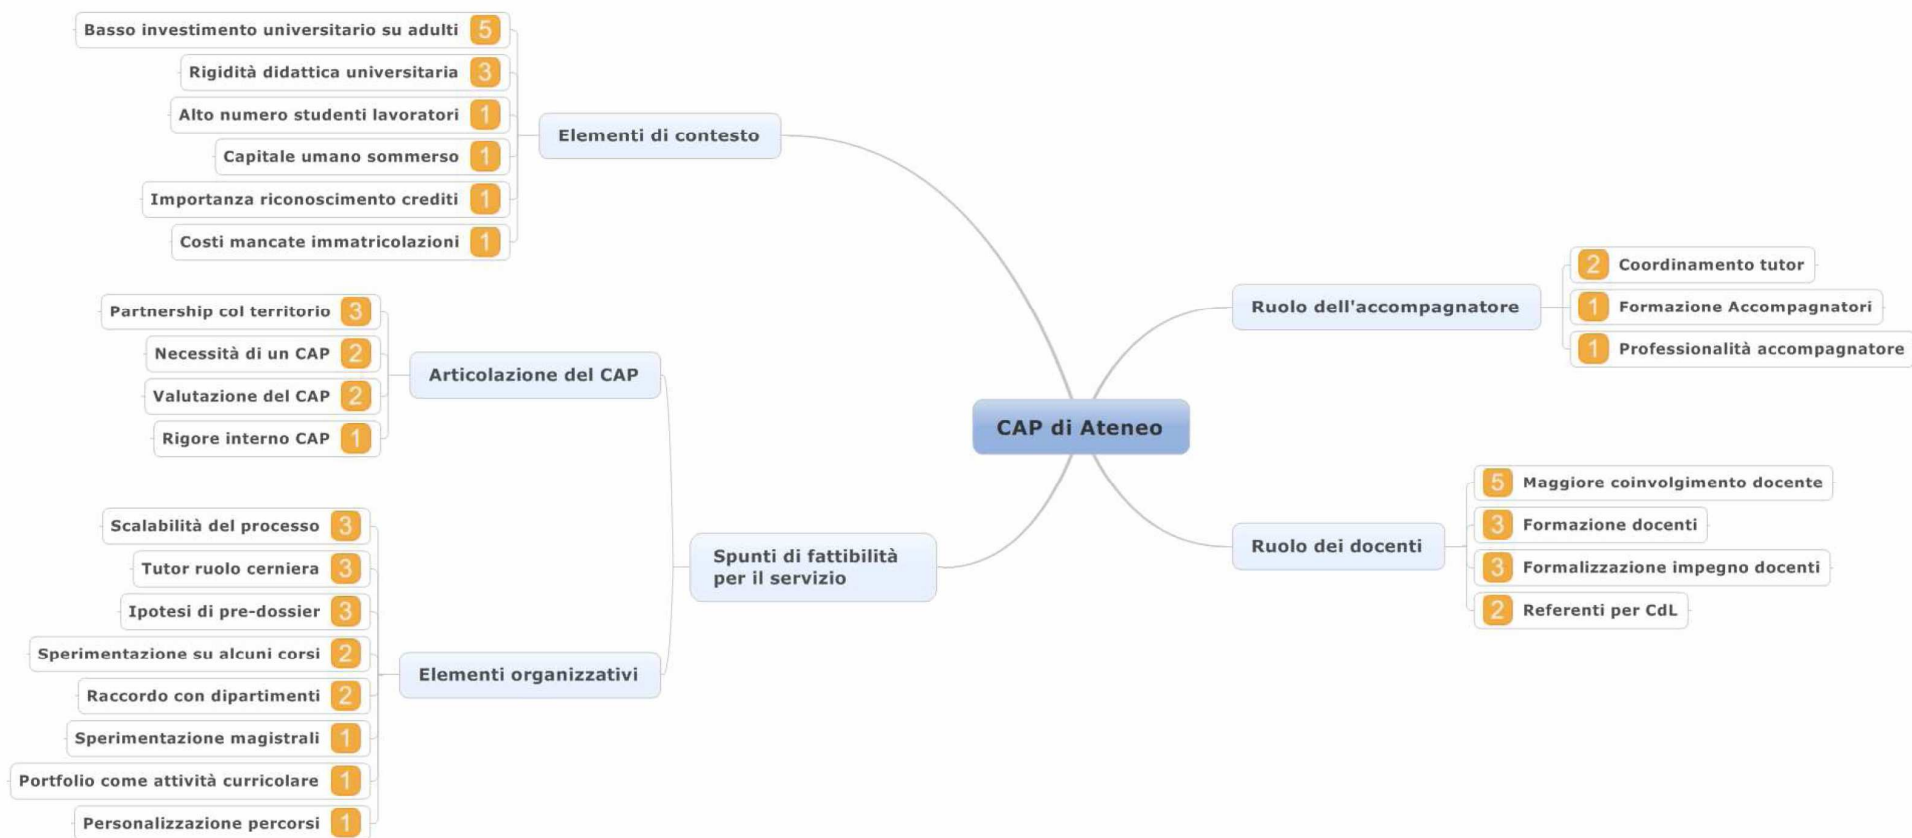 Basso investimento universitario su adulti 5
Rigidità didattica universitaria 3
Alto numero studenti lavoratori 1
Capitale umano sommerso 1
Importanza riconoscimento crediti 1
Costi mancate immatricolazioni 1
Elementi di contesto
Partnership col territorio 3
Necessità di un CAP 2
Valutazione del CAP 2
Rigore interno CAP 1
Articolazione del CAP
Scalabilità del processo 3
Tutor ruolo cerniera 3
Ipotesi di pre-dossier 3
Sperimentazione su alcuni corsi 2
Raccordo con dipartimenti 2
Sperimentazione magistrali 1
Portfolio come attività curricolare 1
Personalizzazione percorsi 1
Elementi organizzativi
Spunti di fattibilità
per il servizio
CAP di Ateneo
Ruolo dell'accompagnatore
2 Coordinamento tutor
1 Formazione Accompagnatori
1 Professionalità accompagnatore
Ruolo dei docenti
5 Maggiore coinvolgimento docente
3 Formazione docenti
3 Formalizzazione impegno docenti
2 Referenti per CdL